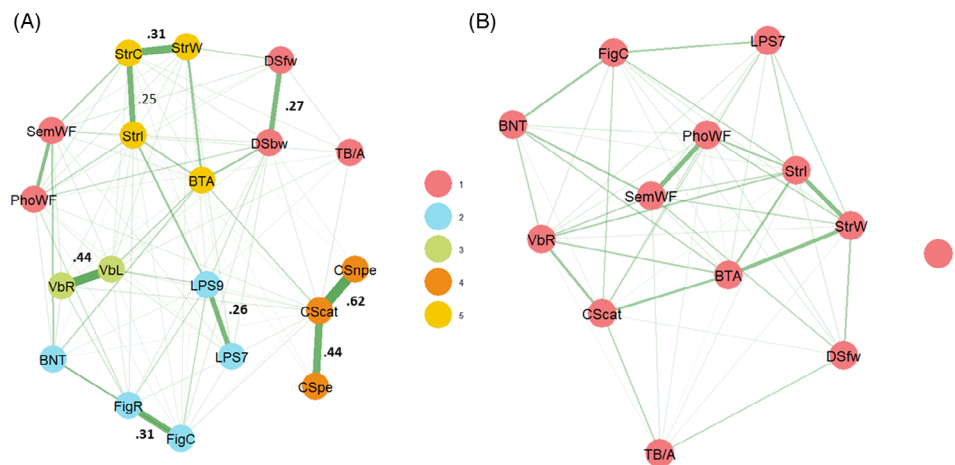 (A)
(B)
.31
StrC
StrW
DSfw
.25
.27
SemWF
StrI
DSbw
TB/A
PhoWF
BTA
.44
VbL
VbR
LPS9
CSnpe
.62
CScat
.26
BNT
LPS7
.44
CSpe
FigR
.31
FigC
1
2
3
4
5
LPS7
FigC
BNT
PhoWF
StrI
SemWF
StrW
VbR
BTA
CScat
DSfw
TB/A